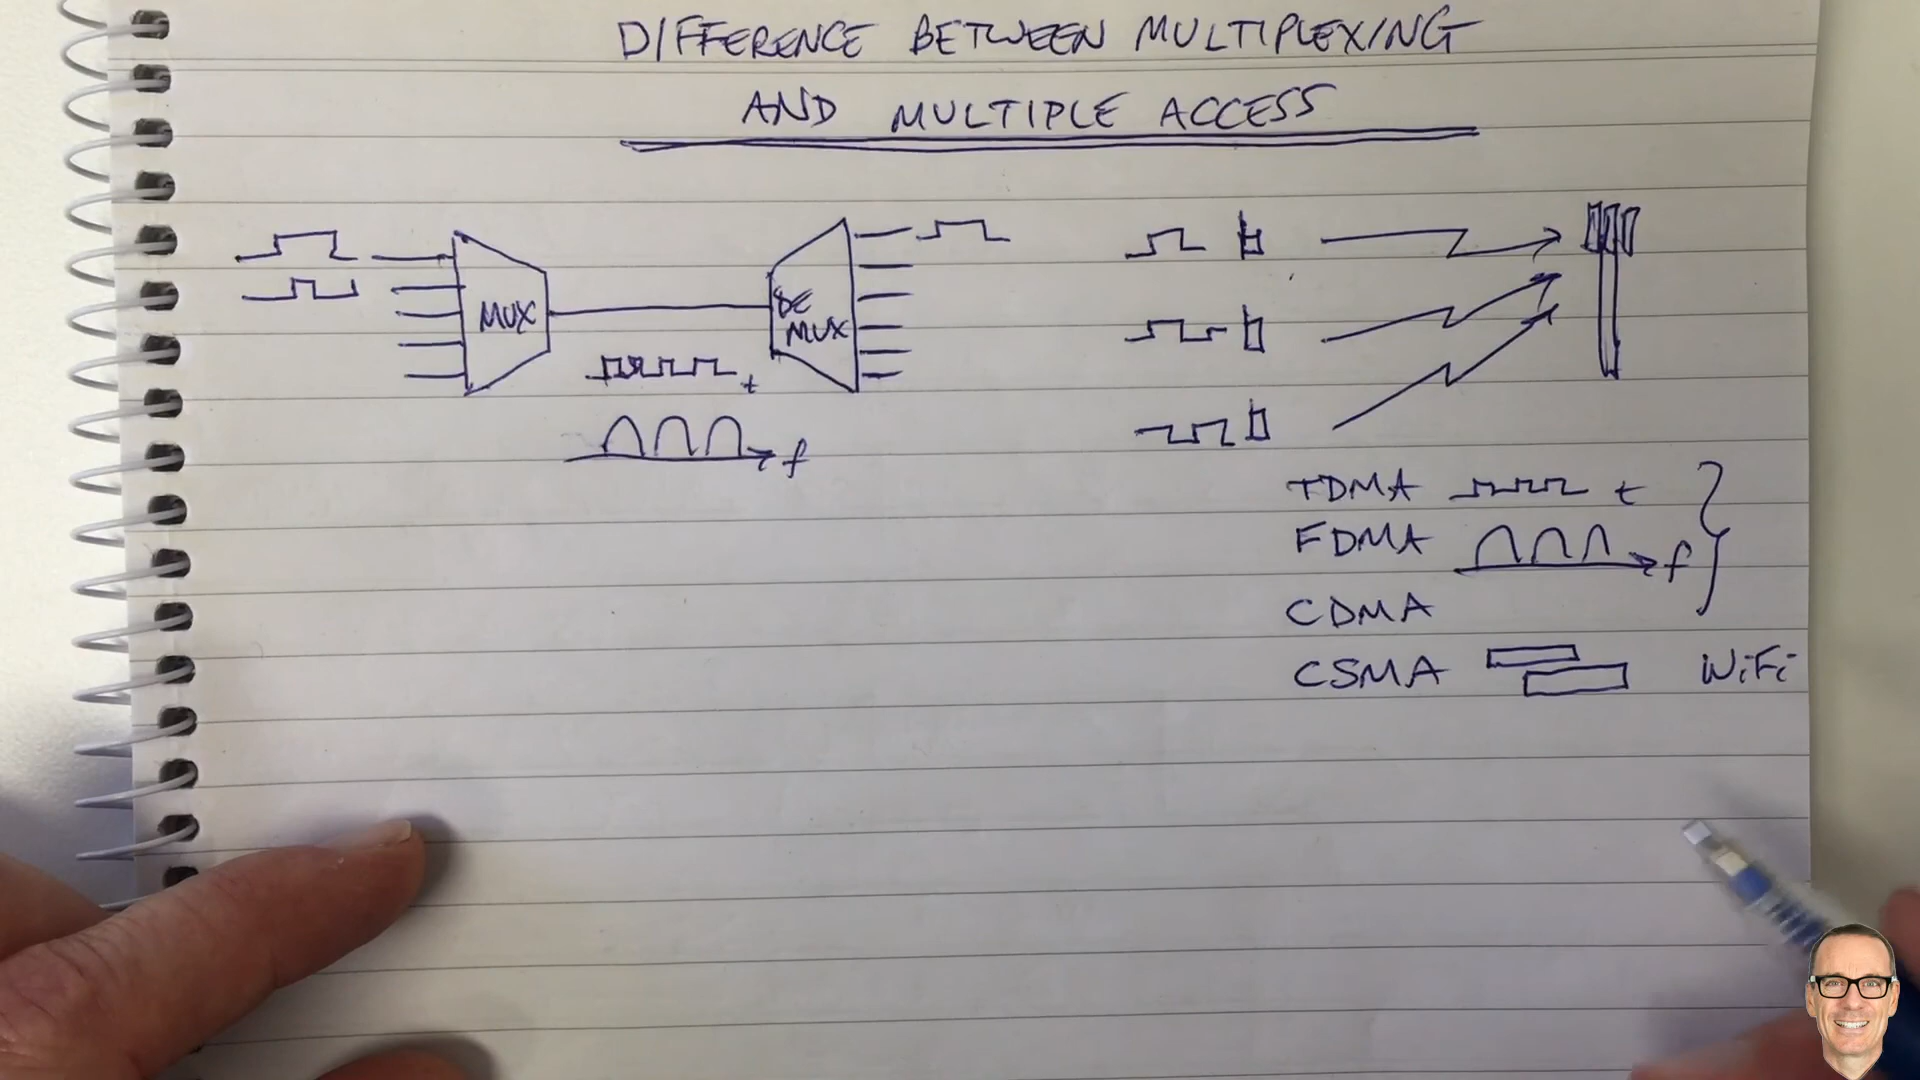 DIFFERENCE BETWEEN MULTIPLEXING
AND MULTIPLE ACCESS
MUX
DE
MUX
t
f
TDMA t
FDMA f
CDMA
CSMA WiFi